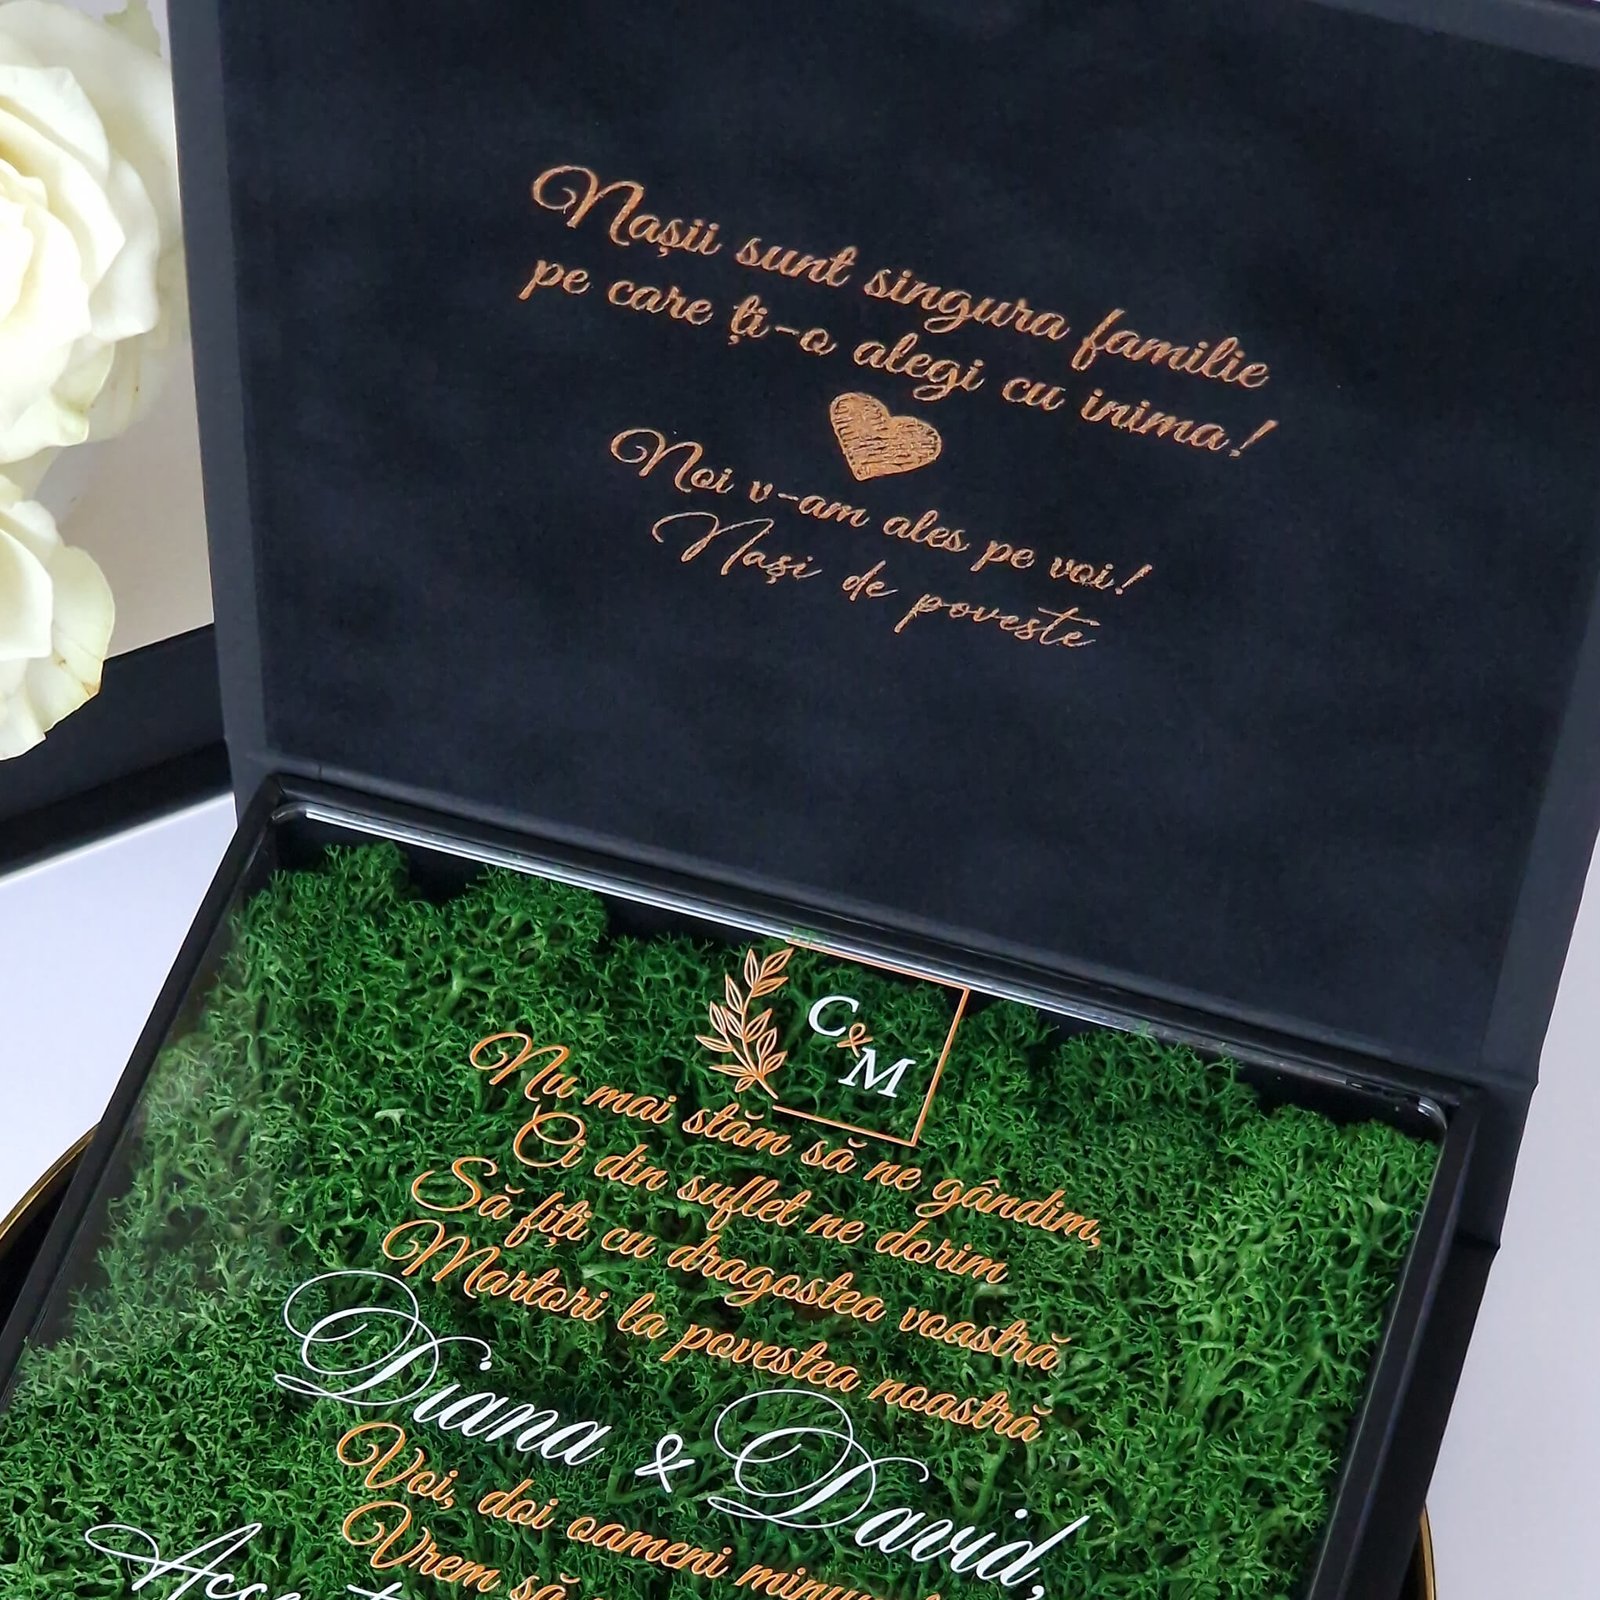 Nașii sunt singura familie
pe care ți-o alegi cu inima!
Noi v-am ales pe voi!
Nași de poveste
C&M
Nu mai stăm să ne gândim,
Ci din suflet ne dorim
Să fiți cu dragostea voastră
Martori la povestea noastră
Diana & David,
Voi, doi oameni
Vrem să